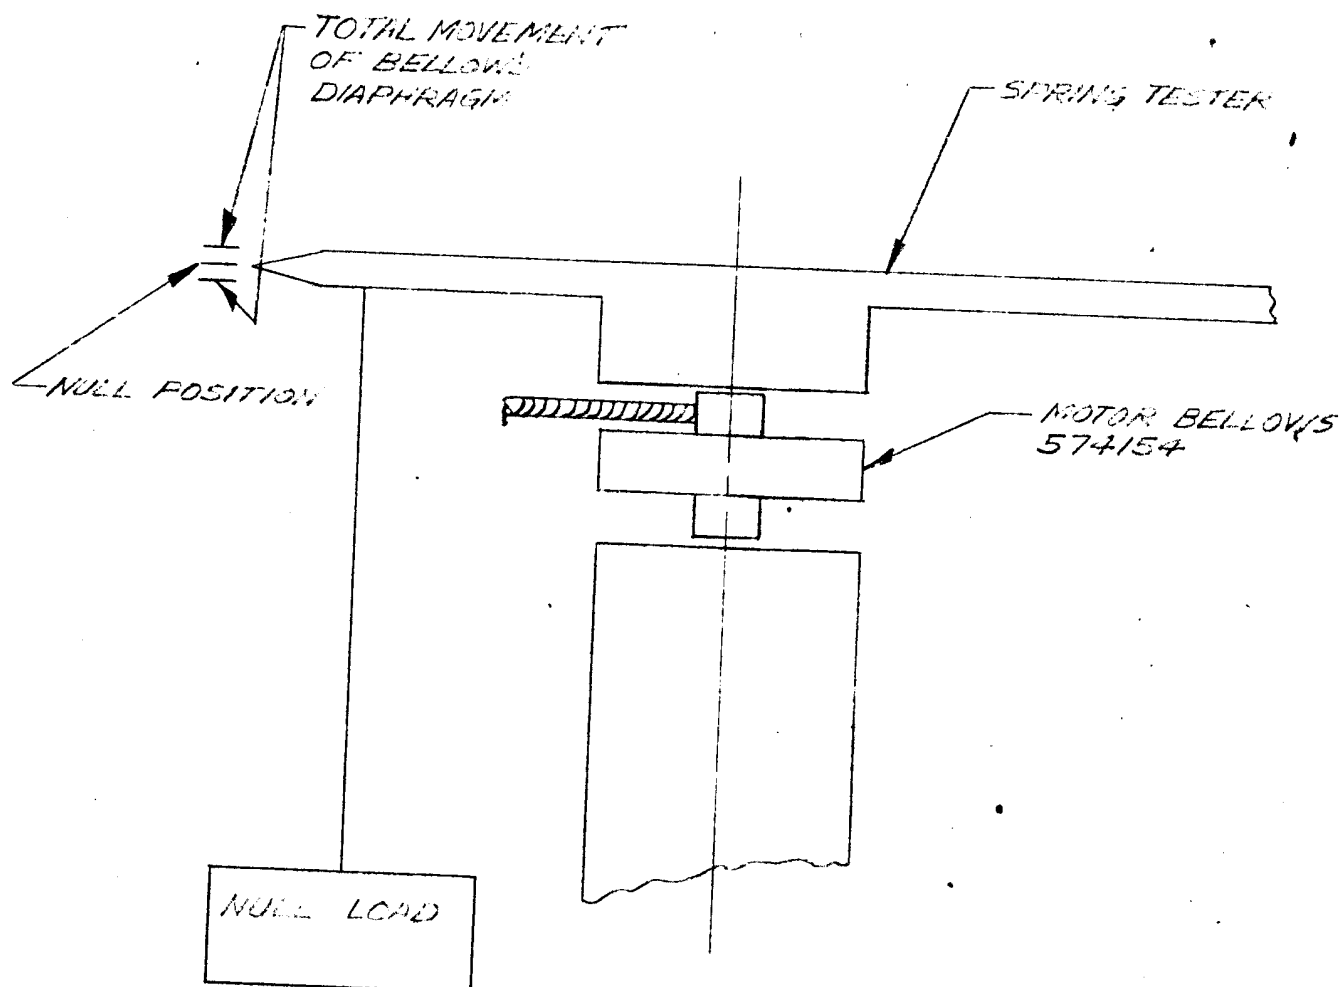 TOTAL MOVEMENT
OF BELLOWS
DIAPHRAGM
SPRING TESTER
NULL POSITION
MOTOR BELLOWS
574154
NULL LOAD